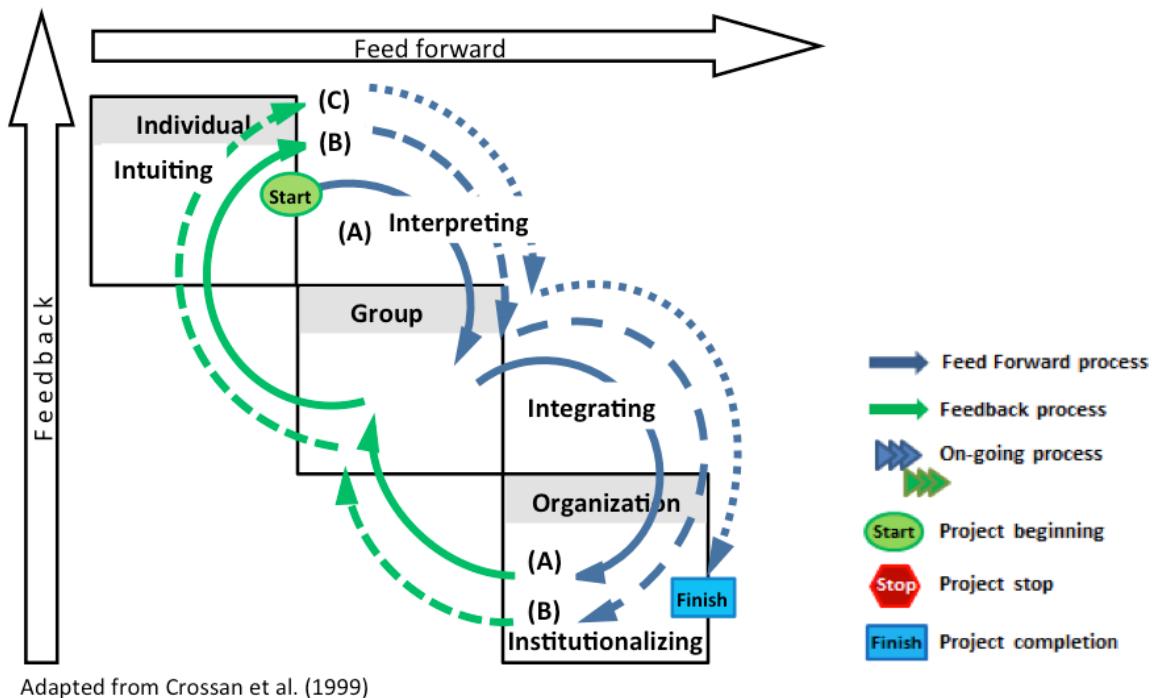 Feed forward
Feedback
(C)
Individual
(B)
Intuiting
Start
(A)
Interpreting
Group
Integrating
Organization
(A)
(B)
Finish
Institutionalizing
Feed Forward process
Feedback process
On-going process
Start
Project beginning
Stop
Project stop
Finish
Project completion
Adapted from Crossan et al. (1999)